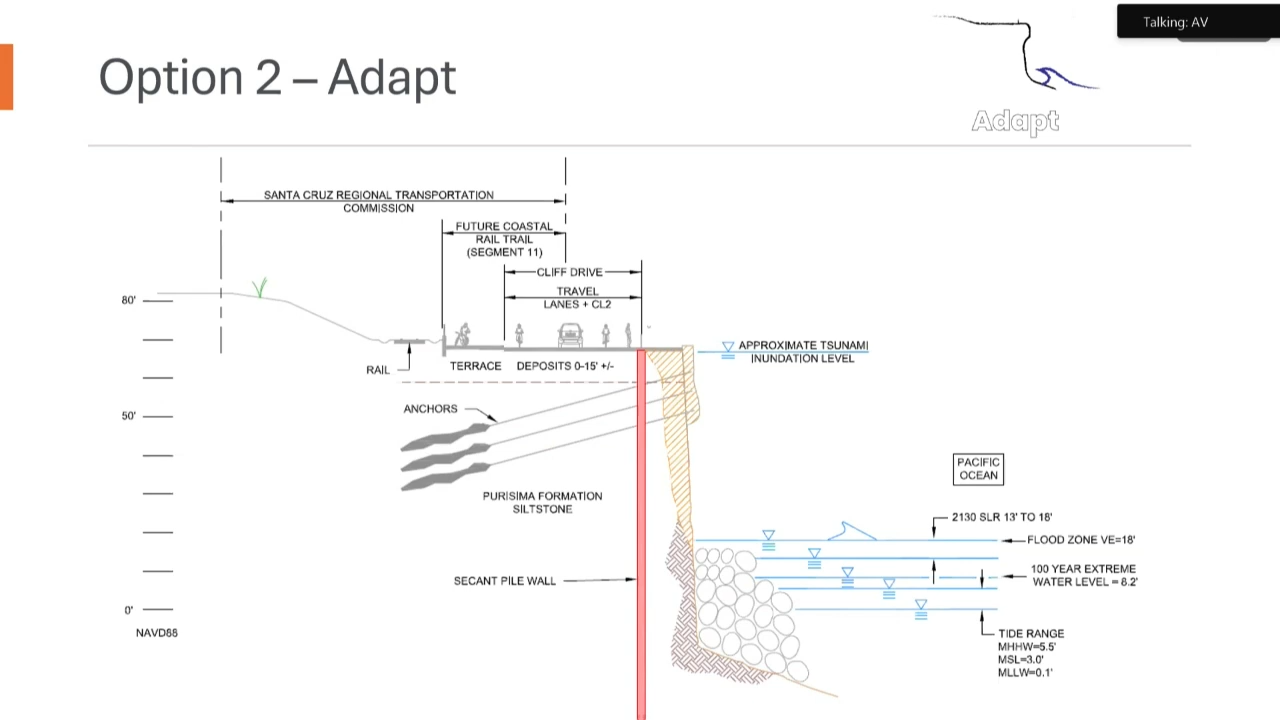 Talking: AV
Option 2 – Adapt
Adapt
SANTA CRUZ REGIONAL TRANSPORTATION
COMMISSION
FUTURE COASTAL
RAIL TRAIL
(SEGMENT 11)
CLIFF DRIVE
TRAVEL
LANES + CL2
80'
RAIL
TERRACE DEPOSITS 0-15' +/-
APPROXIMATE TSUNAMI
INUNDATION LEVEL
50'
ANCHORS
PURISIMA FORMATION
SILTSTONE
PACIFIC
OCEAN
2130 SLR 13' TO 18'
FLOOD ZONE VE=18'
100 YEAR EXTREME
WATER LEVEL = 8.2'
SECANT PILE WALL
0'
NAVD88
TIDE RANGE
MHHW=5.5'
MSL=3.0'
MLLW=0.1'